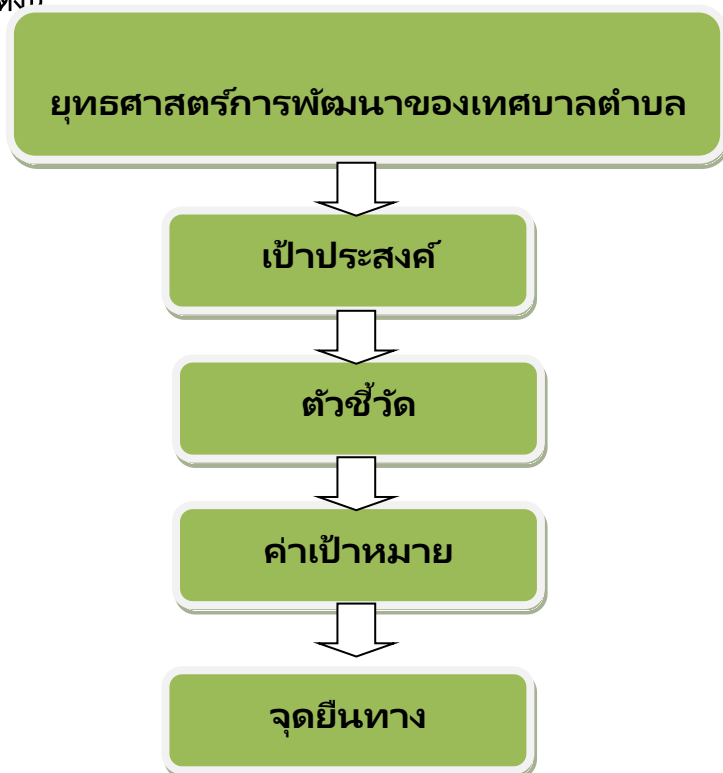 ยุทธศาสตร์การพัฒนาของเทศบาลตำบล
เป้าประสงค์
ตัวชี้วัด
ค่าเป้าหมาย
จุดยืนทาง